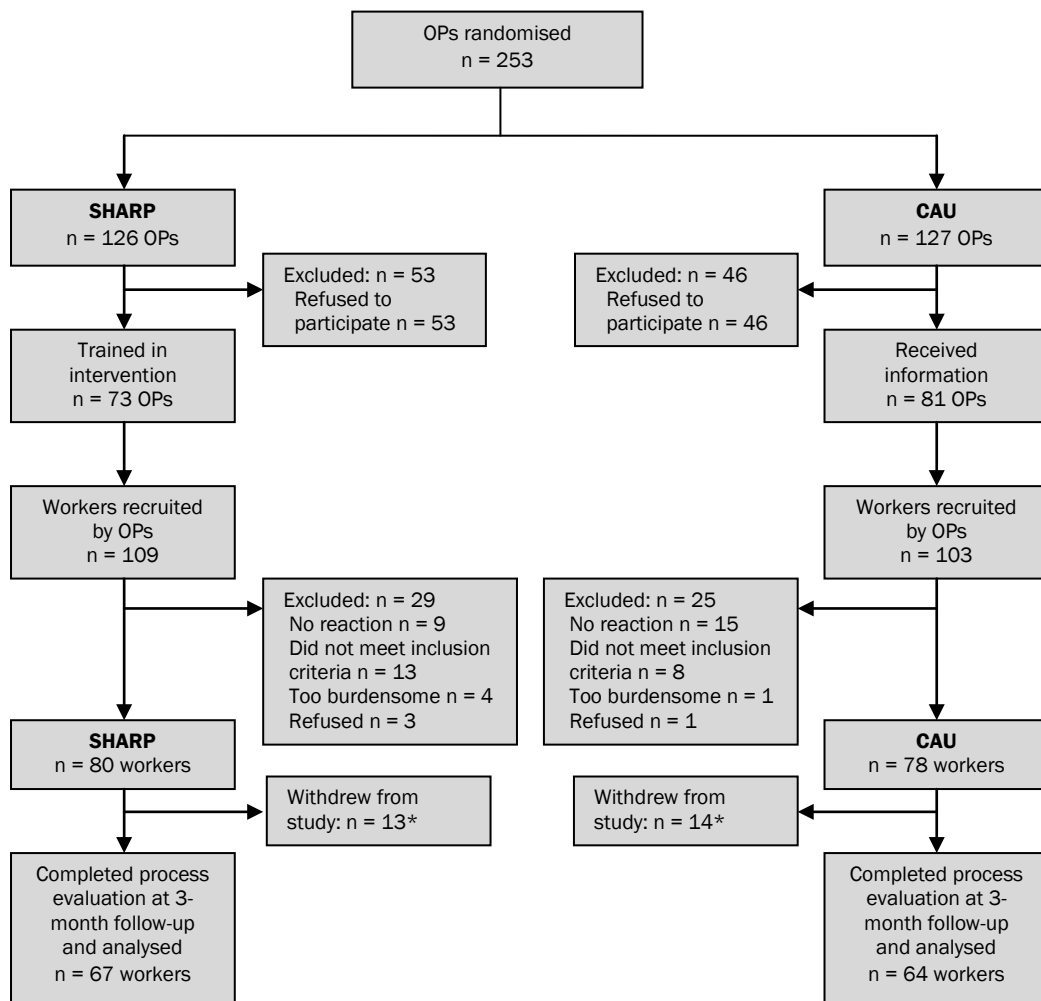 OPs randomised
n = 253
SHARP
n = 126 OPs
CAU
n = 127 OPs
Excluded: n = 53
Refused to
participate n = 53
Excluded: n = 46
Refused to
participate n = 46
Trained in
intervention
n = 73 OPs
Received
information
n = 81 OPs
Workers recruited
by OPs
n = 109
Workers recruited
by OPs
n = 103
Excluded: n = 29
No reaction n = 9
Did not meet inclusion
criteria n = 13
Too burdensome n = 4
Refused n = 3
Excluded: n = 25
No reaction n = 15
Did not meet inclusion
criteria n = 8
Too burdensome n = 1
Refused n = 1
SHARP
n = 80 workers
CAU
n = 78 workers
Withdrew from
study: n = 13*
Withdrew from
study: n = 14*
Completed process
evaluation at 3-
month follow-up
and analysed
n = 67 workers
Completed process
evaluation at 3-
month follow-up
and analysed
n = 64 workers